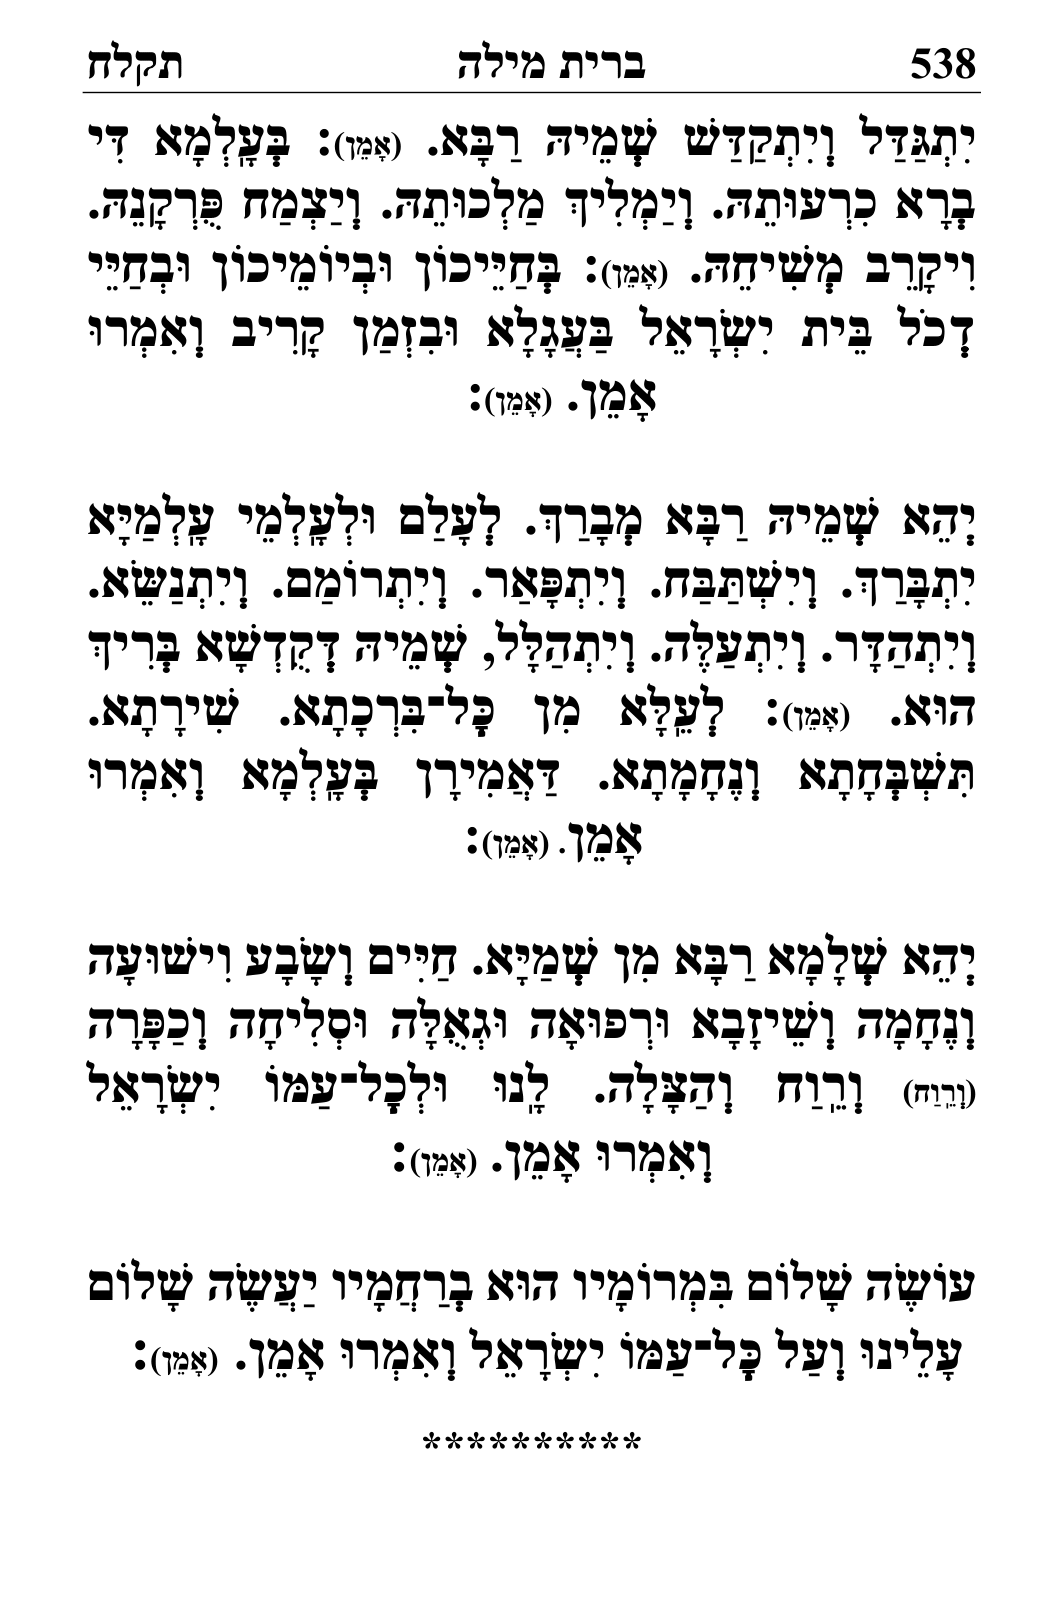 538 ברית מילה תקלח
יִתְגַּדַּל וְיִתְקַדַּשׁ שְׁמֵיהּ רַבָּא. (אָמֵן): בְּעָלְמָא דִּי
בְרָא כִרְעוּתֵהּ. וְיַמְלִיךְ מַלְכוּתֵהּ. וְיַצְמַח פֻּרְקָנֵהּ.
וִיקָרֵב מְשִׁיחֵהּ. (אָמֵן): בְּחַיֵּיכוֹן וּבְיוֹמֵיכוֹן וּבְחַיֵּי
דְכֹל בֵּית יִשְׂרָאֵל בַּעֲגָלָא וּבִזְמַן קָרִיב וְאִמְרוּ
אָמֵן. (אָמֵן):
יְהֵא שְׁמֵיהּ רַבָּא מְבָרַךְ. לְעָלַם וּלְעָלְמֵי עָלְמַיָּא
יִתְבָּרַךְ. וְיִשְׁתַּבַּח. וְיִתְפָּאַר. וְיִתְרוֹמַם. וְיִתְנַשֵּׂא.
וְיִתְהַדָּר. וְיִתְעַלֶּה. וְיִתְהַלָּל, שְׁמֵיהּ דְּקֻדְשָׁא בְּרִיךְ
הוּא. (אָמֵן): לְעֵלָּא מִן כָּל־בִּרְכָתָא. שִׁירָתָא.
תִּשְׁבְּחָתָא וְנֶחָמָתָא. דַּאֲמִירָן בְּעָלְמָא וְאִמְרוּ
אָמֵן. (אָמֵן):
יְהֵא שְׁלָמָא רַבָּא מִן שְׁמַיָּא. חַיִּים וְשָׂבָע וִישׁוּעָה
וְנֶחָמָה וְשֵׁיזָבָא וּרְפוּאָה וּגְאֻלָּה וּסְלִיחָה וְכַפָּרָה
(וְרֵוַח) וְרֵוַח וְהַצָּלָה. לָנוּ וּלְכָל־עַמּוֹ יִשְׂרָאֵל
וְאִמְרוּ אָמֵן. (אָמֵן):
עוֹשֶׂה שָׁלוֹם בִּמְרוֹמָיו הוּא בְרַחֲמָיו יַעֲשֶׂה שָׁלוֹם
עָלֵינוּ וְעַל כָּל־עַמּוֹ יִשְׂרָאֵל וְאִמְרוּ אָמֵן. (אָמֵן):
**********